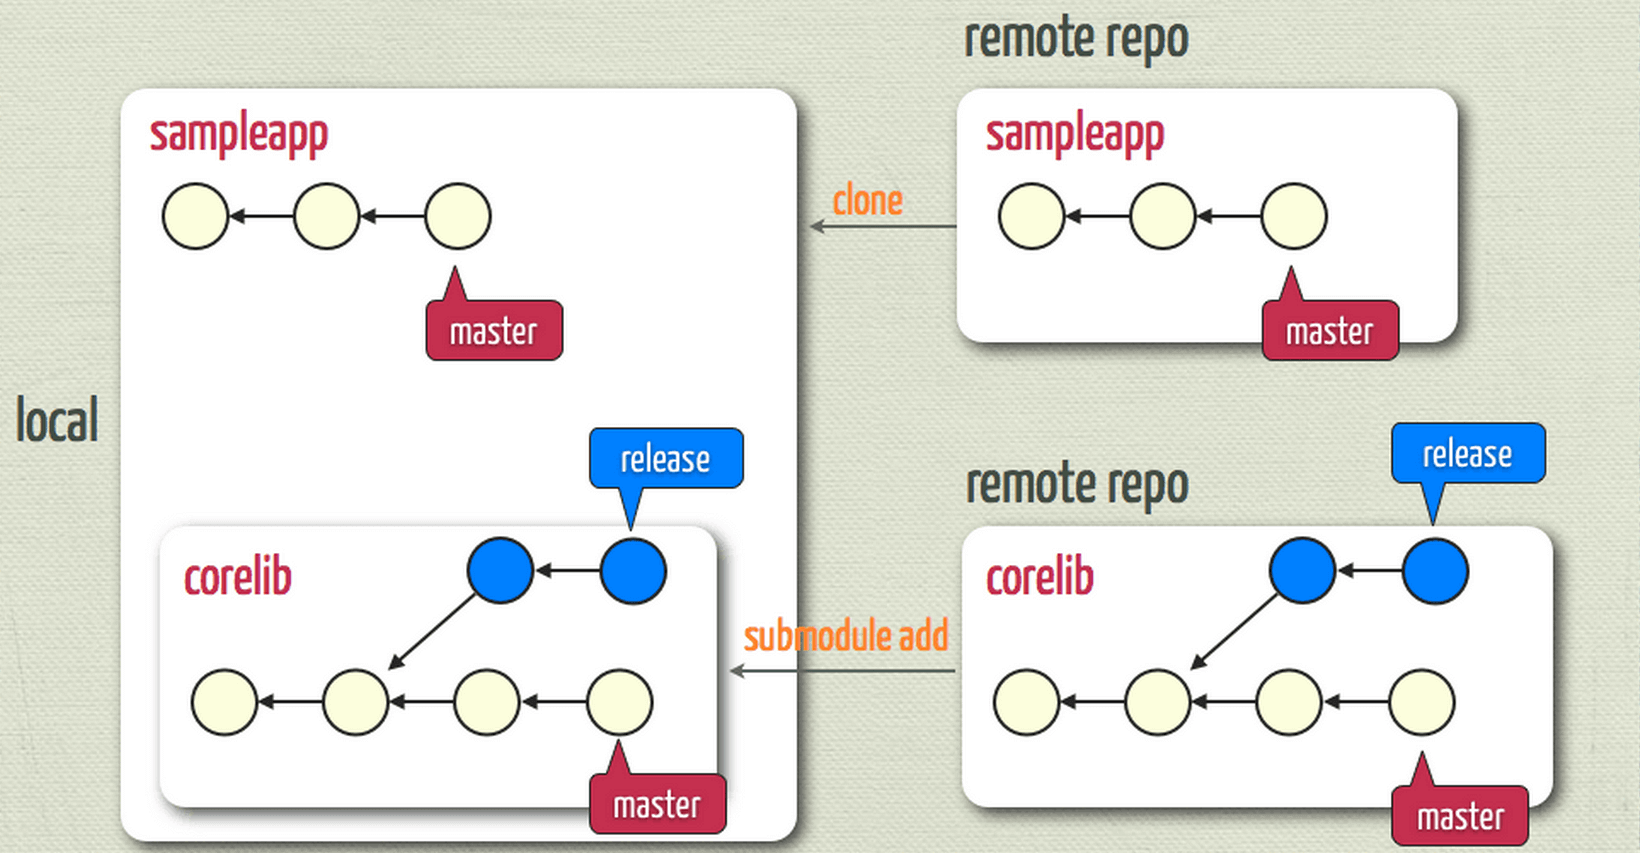 remote repo
sampleapp
sampleapp
clone
master
master
local
release
release
remote repo
corelib
corelib
submodule add
master
master